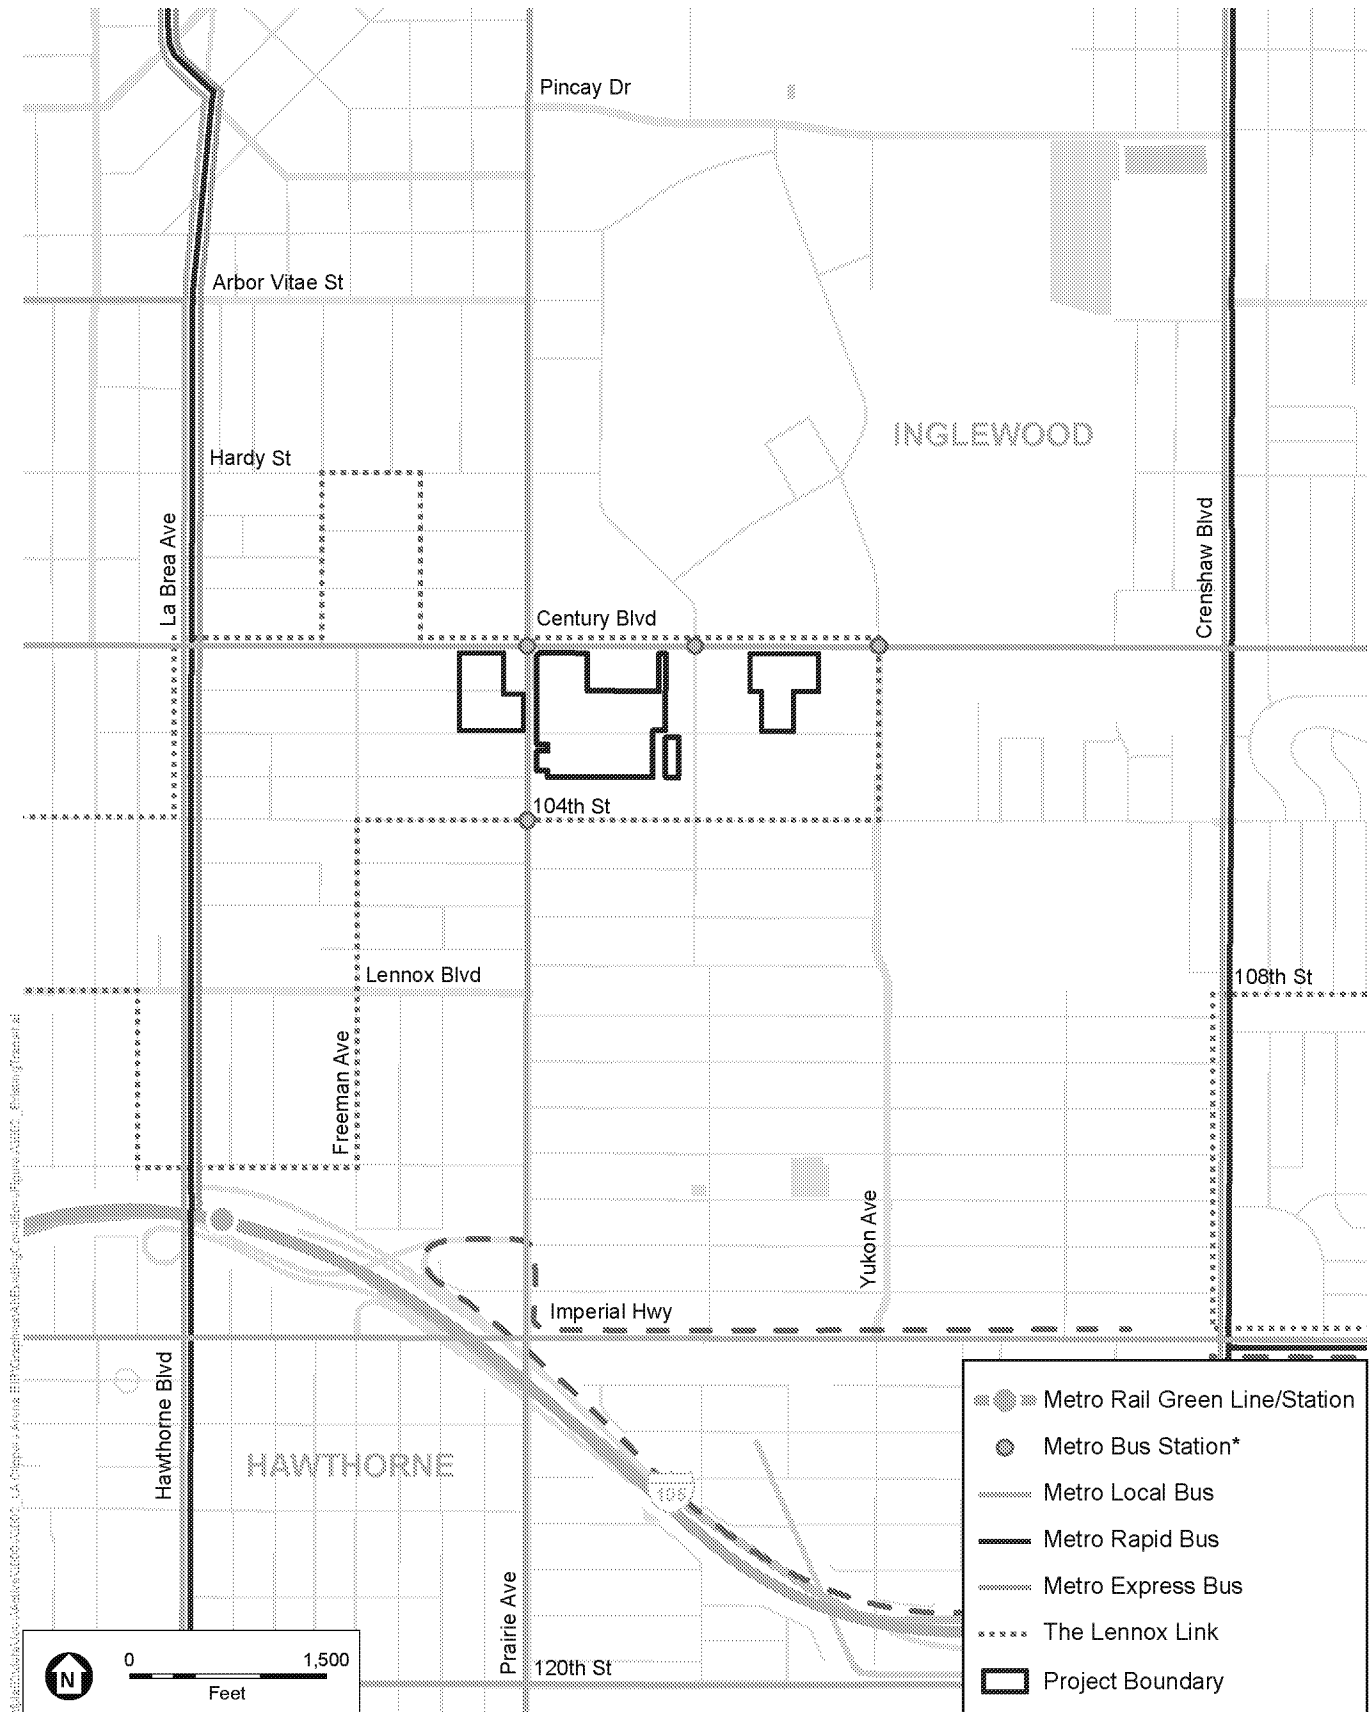 Pincay Dr
Arbor Vitae St
INGLEWOOD
Hardy St
La Brea Ave
Crenshaw Blvd
Century Blvd
104th St
Lennox Blvd
108th St
Freeman Ave
Yukon Ave
Imperial Hwy
Hawthorne Blvd
HAWTHORNE
105
Prairie Ave
120th St
Metro Rail Green Line/Station
Metro Bus Station*
Metro Local Bus
Metro Rapid Bus
Metro Express Bus
The Lennox Link
Project Boundary
N
0 1,500
Feet